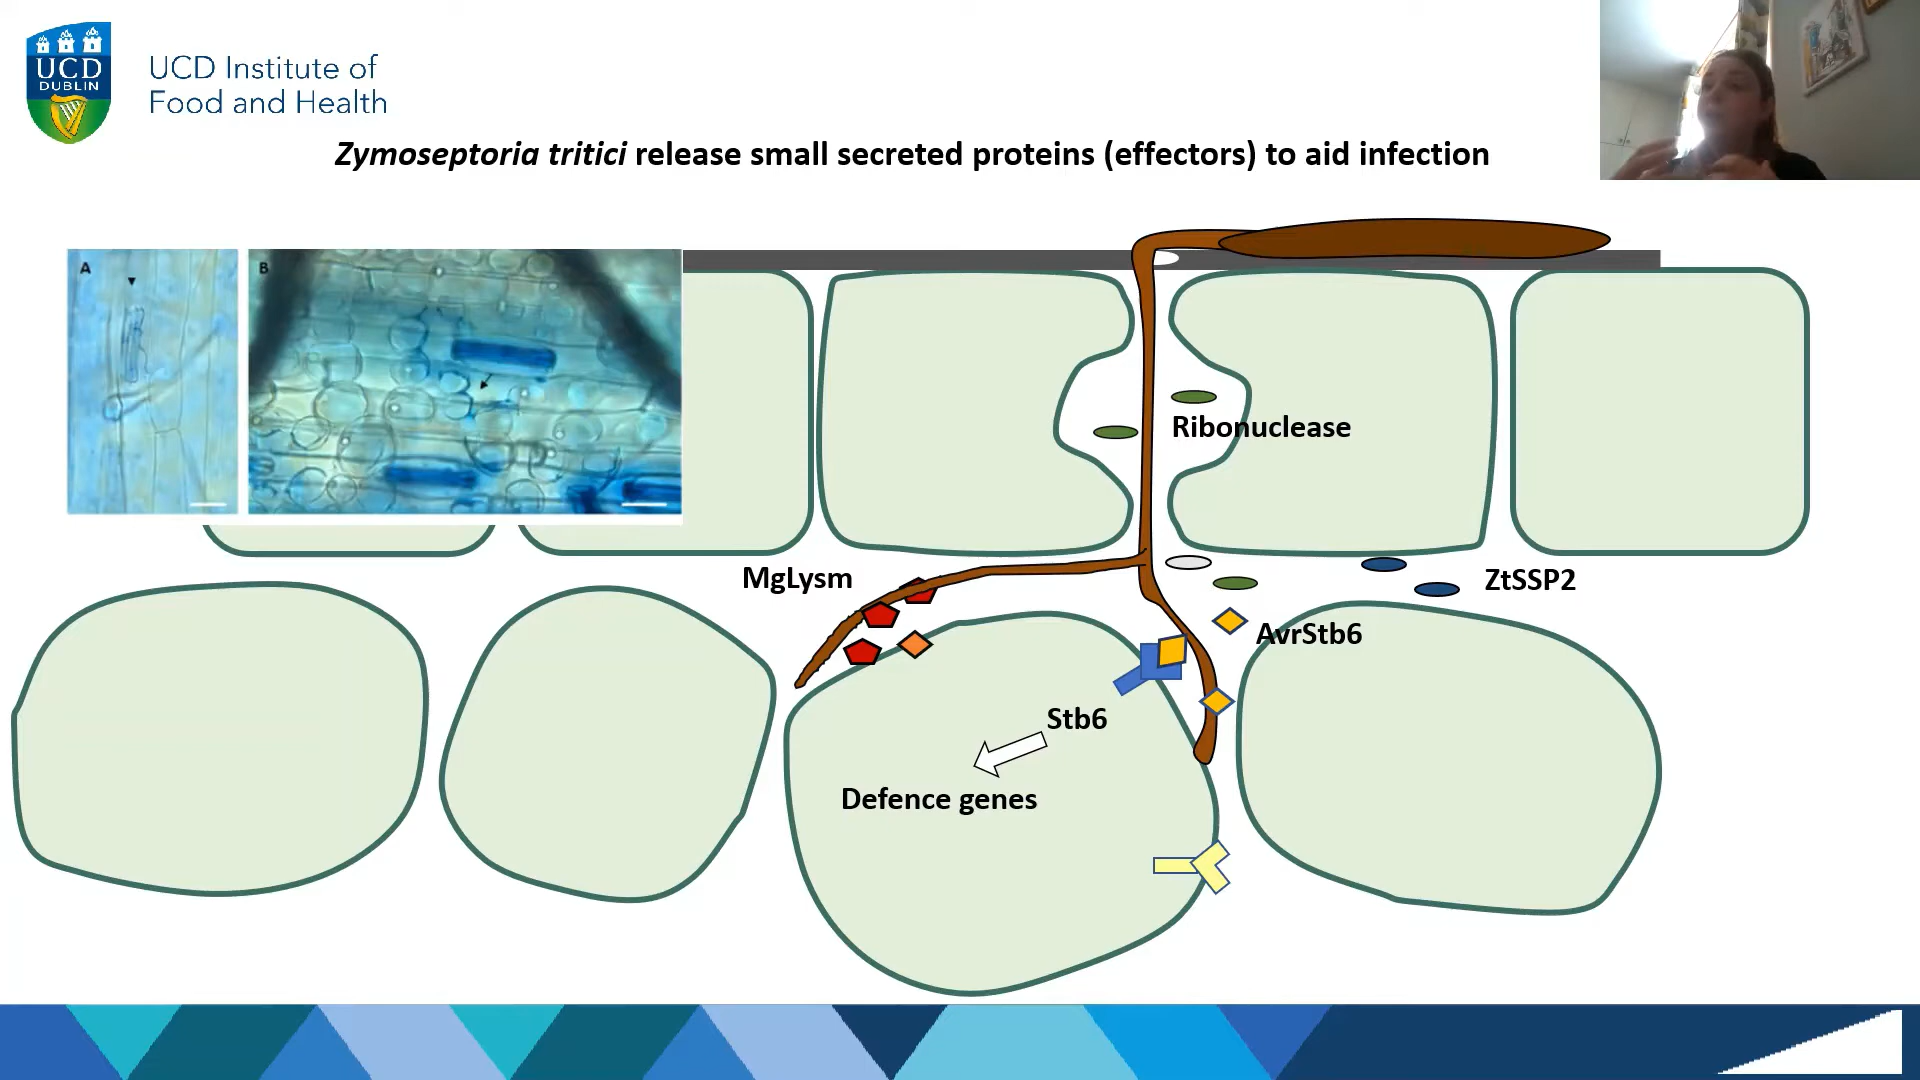 UCD
DUBLIN
UCD Institute of
Food and Health
Zymoseptoria tritici release small secreted proteins (effectors) to aid infection
A
B
Ribonuclease
MgLysm
ZtSSP2
AvrStb6
Stb6
Defence genes